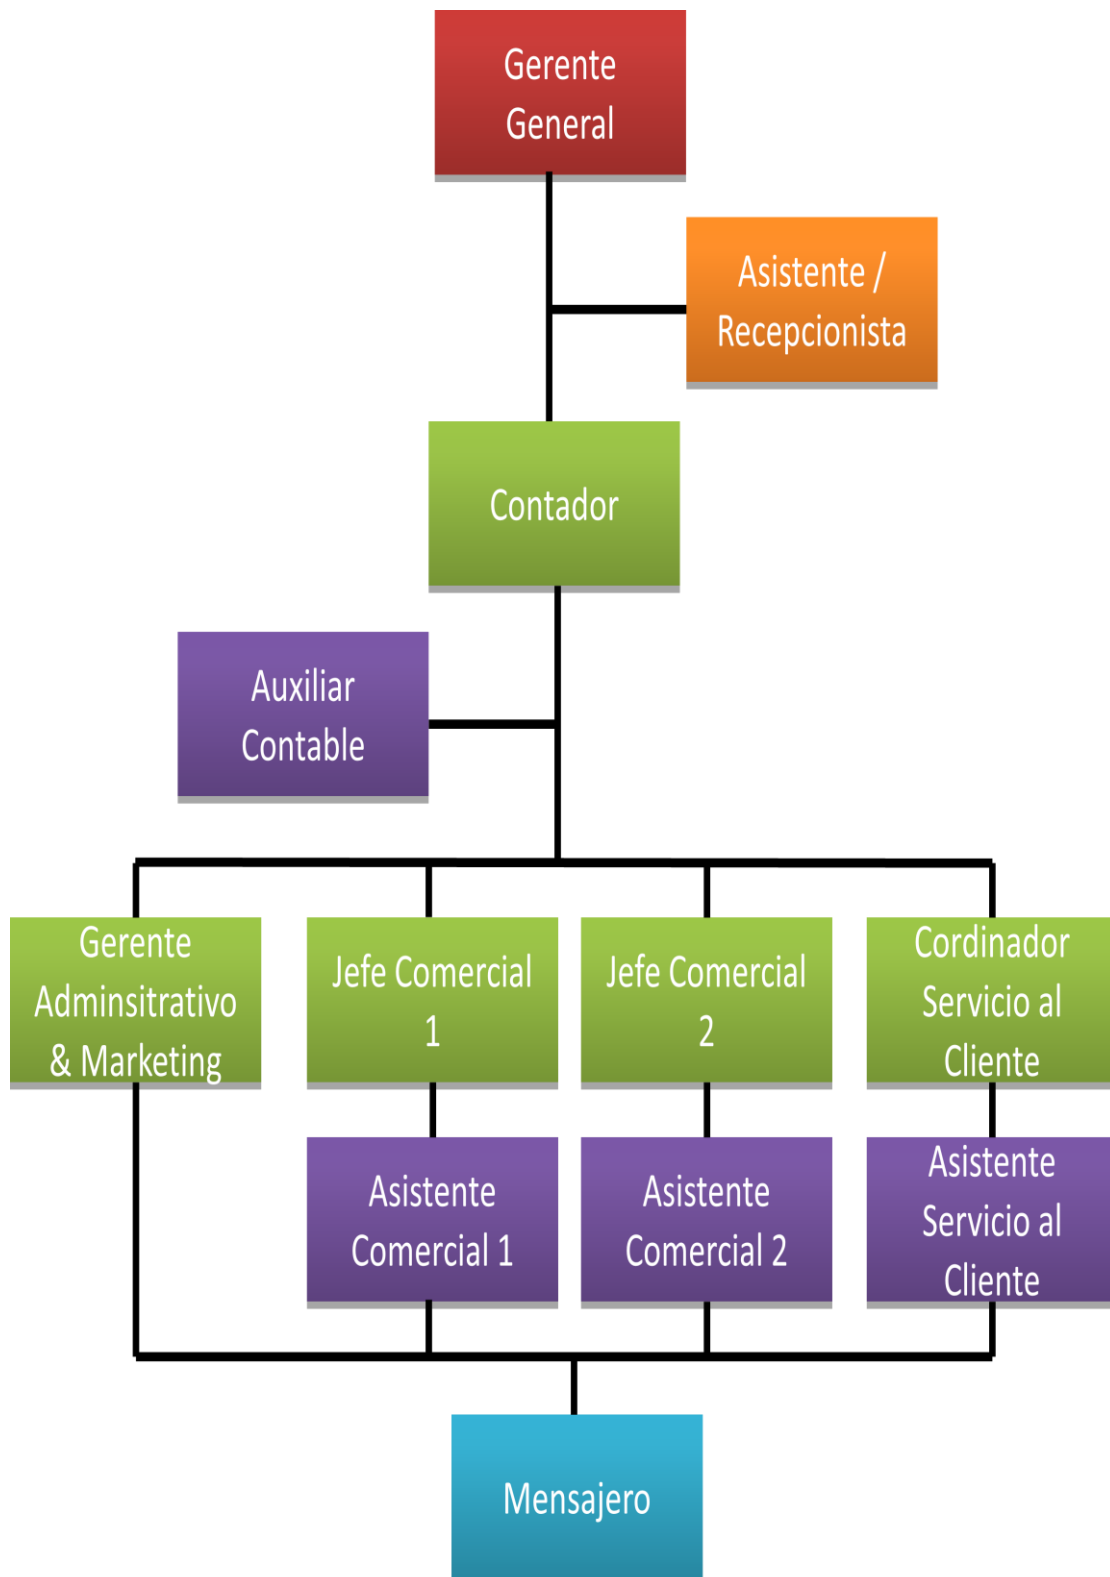 Gerente
General
Asistente /
Recepcionista
Contador
Auxiliar
Contable
Gerente
Adminsitrativo
& Marketing
Jefe Comercial
1
Jefe Comercial
2
Cordinador
Servicio al
Cliente
Asistente
Comercial 1
Asistente
Comercial 2
Asistente
Servicio al
Cliente
Mensajero